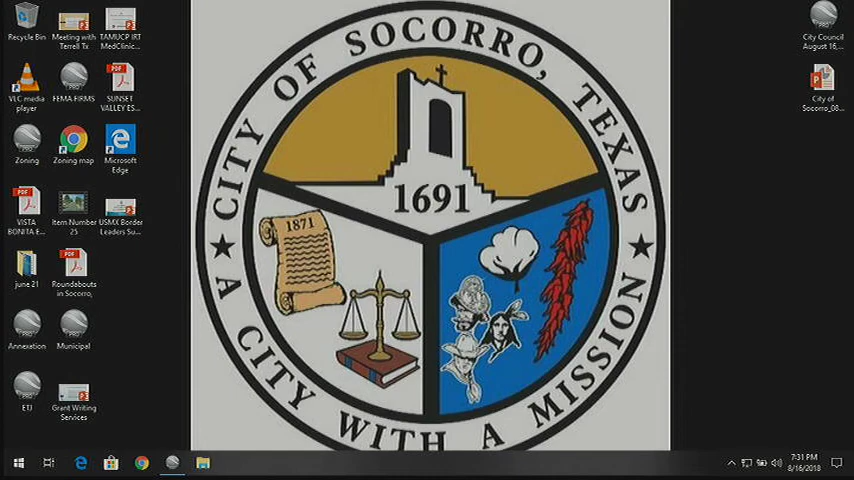 Recycle Bin
Meeting with
Terrell Tx
TAMUCP IRT
MedClinic...
VLC media
player
FEMA FIRMS
SUNSET
VALLEY ES...
Zoning
Zoning map
Microsoft
Edge
VISTA
BONITA E...
Item Number
25
USMX Border
Leaders Su...
june 21
Roundabouts
in Socorro,
Annexation
Municipal
ETJ
Grant Writing
Services
CITY OF SOCORRO, TEXAS
1691
1871
A CITY WITH A MISSION
City Council
August 16,...
City of
Socorro_08...
7:31 PM
8/16/2018